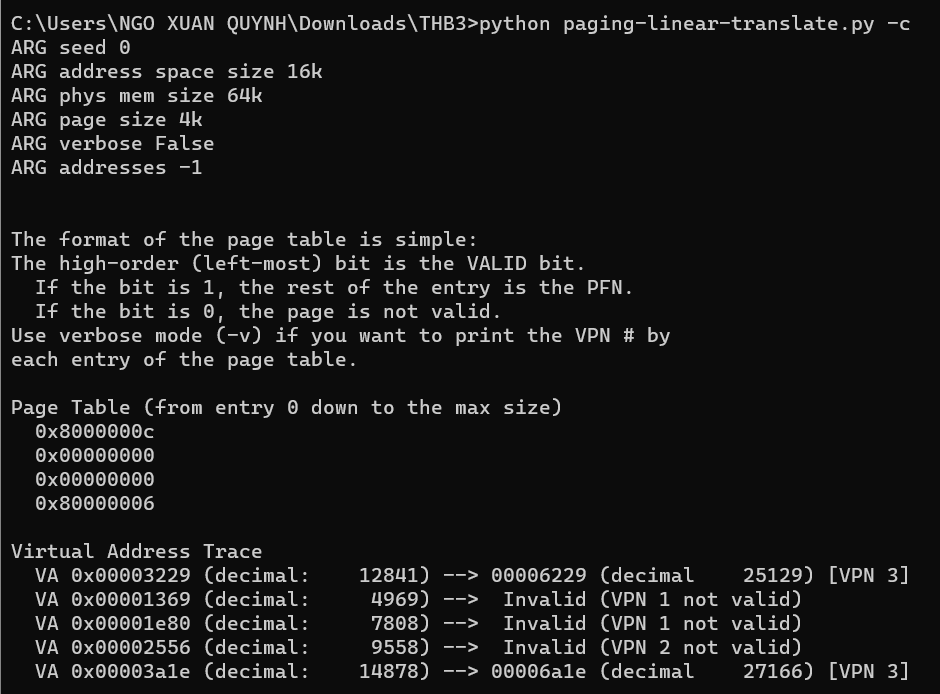 C:\Users\NGO XUAN QUYNH\Downloads\THB3>python paging-linear-translate.py -c
ARG seed 0
ARG address space size 16k
ARG phys mem size 64k
ARG page size 4k
ARG verbose False
ARG addresses -1
The format of the page table is simple:
The high-order (left-most) bit is the VALID bit.
  If the bit is 1, the rest of the entry is the PFN.
  If the bit is 0, the page is not valid.
Use verbose mode (-v) if you want to print the VPN # by
each entry of the page table.
Page Table (from entry 0 down to the max size)
  0x8000000c
  0x00000000
  0x00000000
  0x80000006
Virtual Address Trace
  VA 0x00003229 (decimal:    12841) --> 00006229 (decimal    25129) [VPN 3]
  VA 0x00001369 (decimal:     4969) -->  Invalid (VPN 1 not valid)
  VA 0x00001e80 (decimal:     7808) -->  Invalid (VPN 1 not valid)
  VA 0x00002556 (decimal:     9558) -->  Invalid (VPN 2 not valid)
  VA 0x00003a1e (decimal:    14878) --> 00006a1e (decimal    27166) [VPN 3]